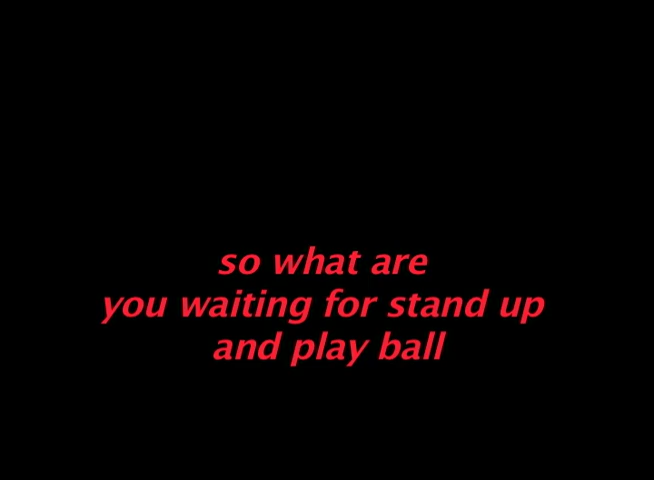 so what are
you waiting for stand up
and play ball